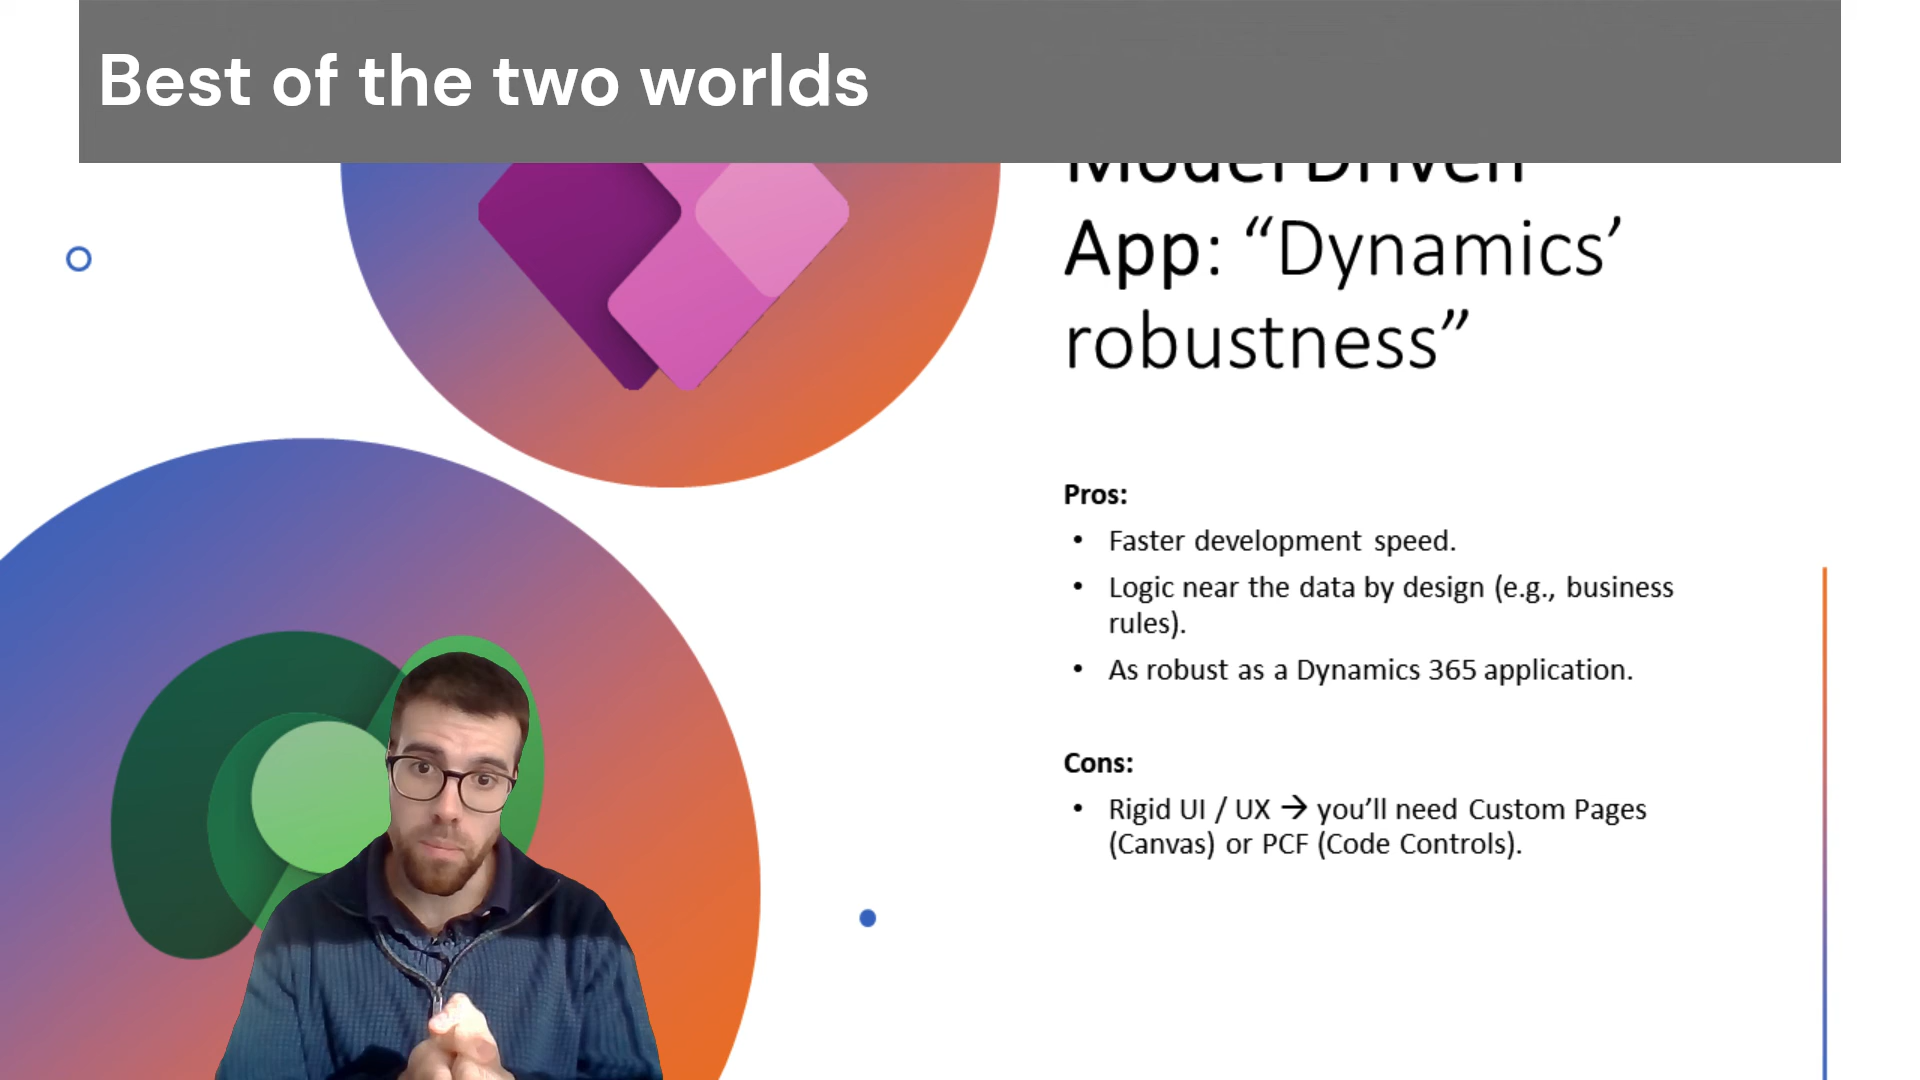 Best of the two worlds
Model Driven
App: “Dynamics’
robustness”
Pros:
• Faster development speed.
• Logic near the data by design (e.g., business
rules).
• As robust as a Dynamics 365 application.
Cons:
• Rigid UI / UX → you’ll need Custom Pages
(Canvas) or PCF (Code Controls).